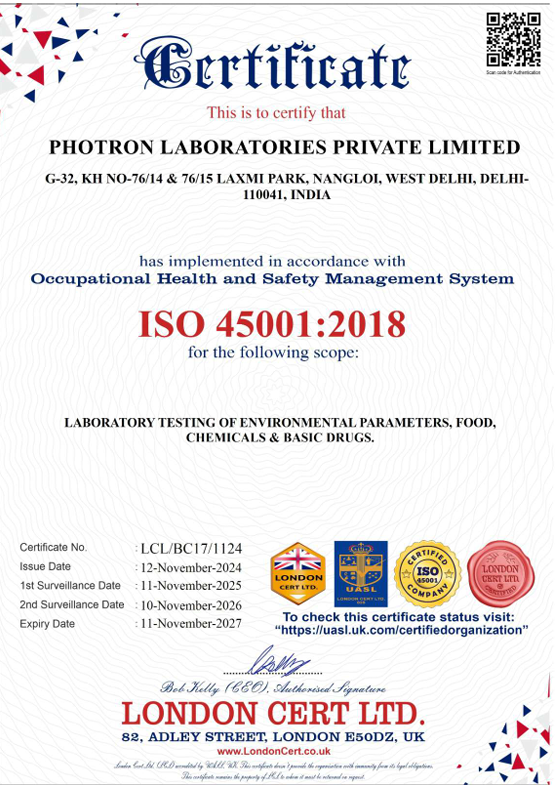 Certificate
Scan code for Authentication
This is to certify that
PHOTRON LABORATORIES PRIVATE LIMITED
G-32, KH NO-76/14 & 76/15 LAXMI PARK, NANGLOI, WEST DELHI, DELHI-
110041, INDIA
has implemented in accordance with
Occupational Health and Safety Management System
ISO 45001:2018
for the following scope:
LABORATORY TESTING OF ENVIRONMENTAL PARAMETERS, FOOD,
CHEMICALS & BASIC DRUGS.
Certificate No. : LCL/BC17/1124
Issue Date : 12-November-2024
1st Surveillance Date : 11-November-2025
2nd Surveillance Date : 10-November-2026
Expiry Date : 11-November-2027
LONDON
CERT LTD.
UASL
LONDON CERT LTD.
CERTIFIED
ISO
45001
COMPANY
LONDON
CERT LTD.
CERTIFIED
To check this certificate status visit:
“https://uasl.uk.com/certifiedorganization”
Bob Kelly (CEO), Authorised Signature
LONDON CERT LTD.
82, ADLEY STREET, LONDON E50DZ, UK
www.LondonCert.co.uk
London Cert Ltd. (LCL) accredited by UASL, UK. This certificate doesn't provide the organisation with immunity from its legal obligations.
This certificate remains the property of LCL to whom it must be returned on request.